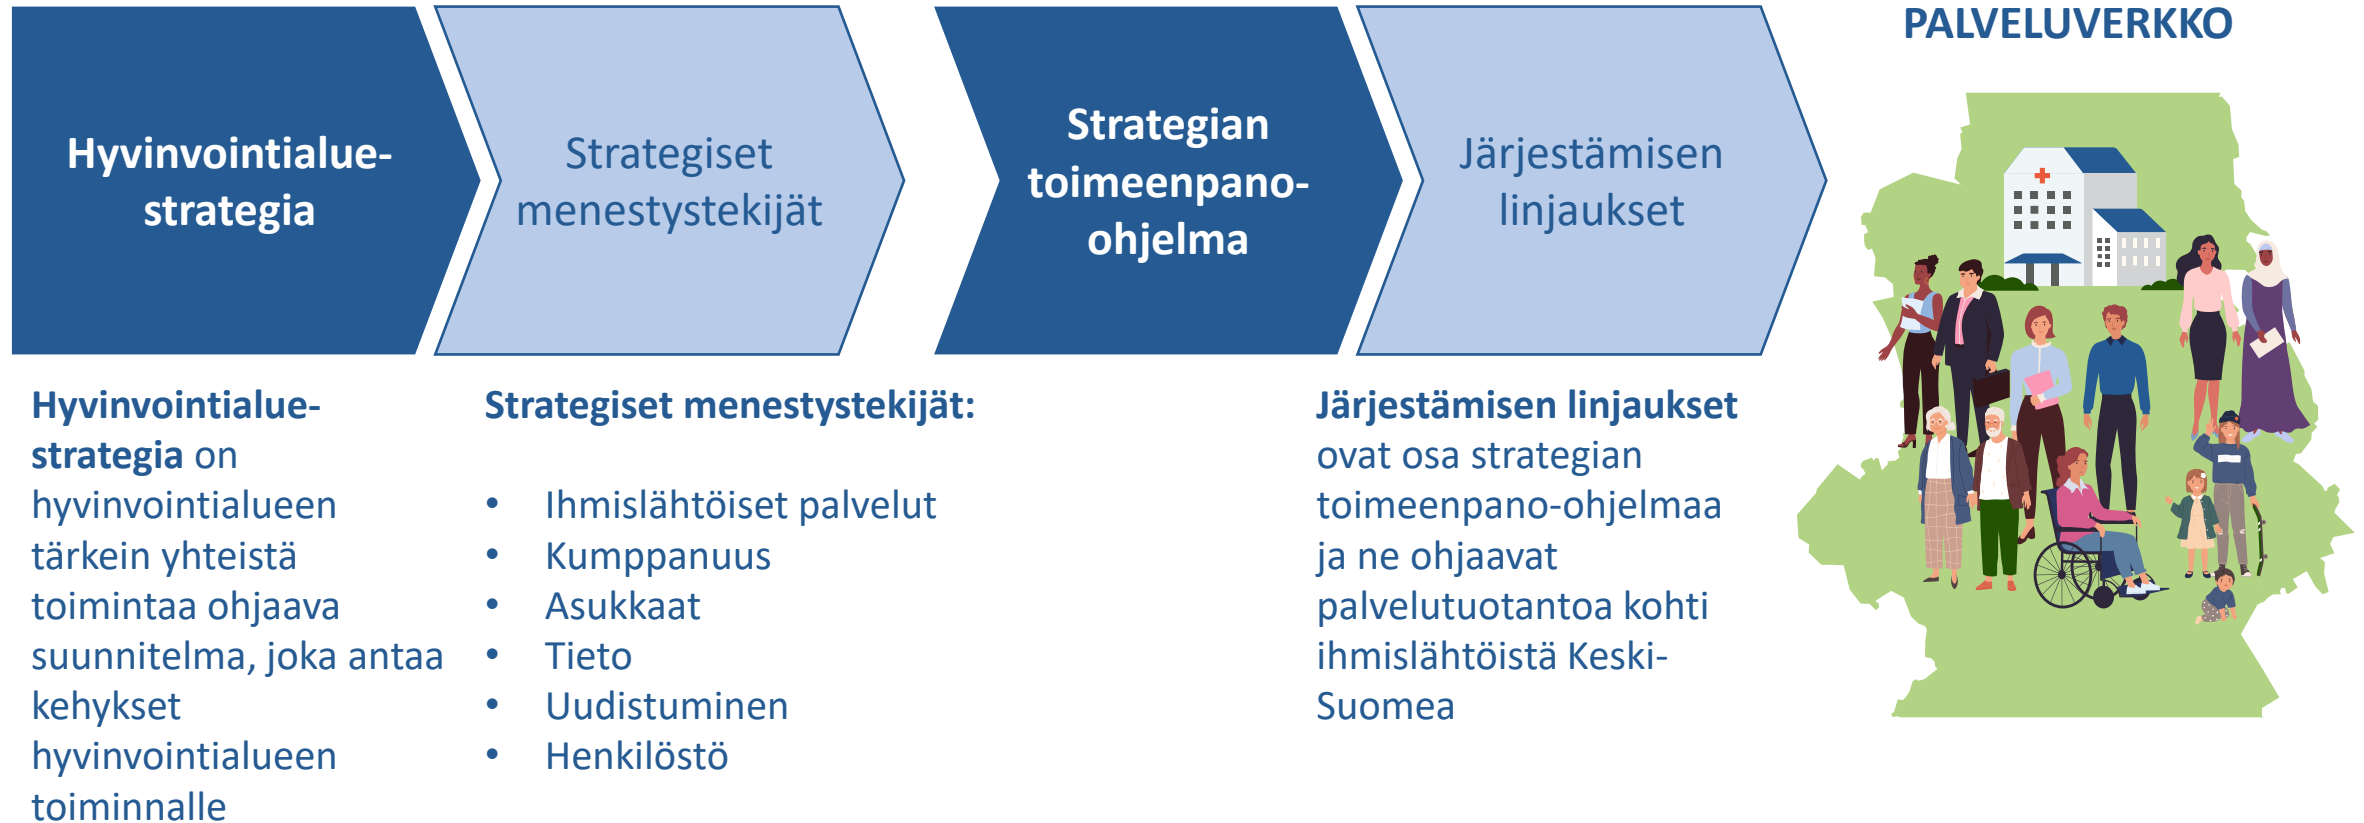 Hyvinvointialue-
strategia
Strategiset
menestystekijät
Strategian
toimeenpano-
ohjelma
Järjestämisen
linjaukset
PALVELUVERKKO
Hyvinvointialue-
strategia on
hyvinvointialueen
tärkein yhteistä
toimintaa ohjaava
suunnitelma, joka antaa
kehykset
hyvinvointialueen
toiminnalle
Strategiset menestystekijät:
• Ihmislähtöiset palvelut
• Kumppanuus
• Asukkaat
• Tieto
• Uudistuminen
• Henkilöstö
Järjestämisen linjaukset
ovat osa strategian
toimeenpano-ohjelmaa
ja ne ohjaavat
palvelutuotantoa kohti
ihmislähtöistä Keski-
Suomea